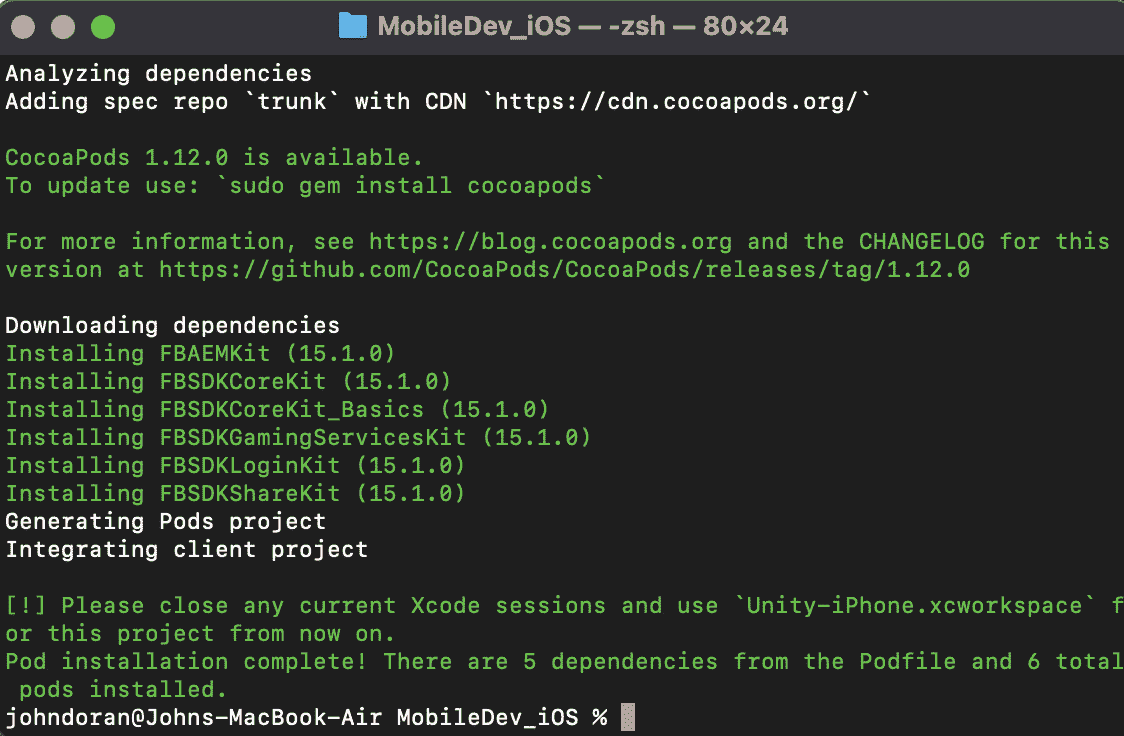 MobileDev_iOS — -zsh — 80×24
Analyzing dependencies
Adding spec repo `trunk` with CDN `https://cdn.cocoapods.org/`
CocoaPods 1.12.0 is available.
To update use: `sudo gem install cocoapods`
For more information, see https://blog.cocoapods.org and the CHANGELOG for this
version at https://github.com/CocoaPods/CocoaPods/releases/tag/1.12.0
Downloading dependencies
Installing FBAEMKit (15.1.0)
Installing FBSDKCoreKit (15.1.0)
Installing FBSDKCoreKit_Basics (15.1.0)
Installing FBSDKGamingServicesKit (15.1.0)
Installing FBSDKLoginKit (15.1.0)
Installing FBSDKShareKit (15.1.0)
Generating Pods project
Integrating client project
[!] Please close any current Xcode sessions and use `Unity-iPhone.xcworkspace` f
or this project from now on.
Pod installation complete! There are 5 dependencies from the Podfile and 6 total
 pods installed.
johndoran@Johns-MacBook-Air MobileDev_iOS %